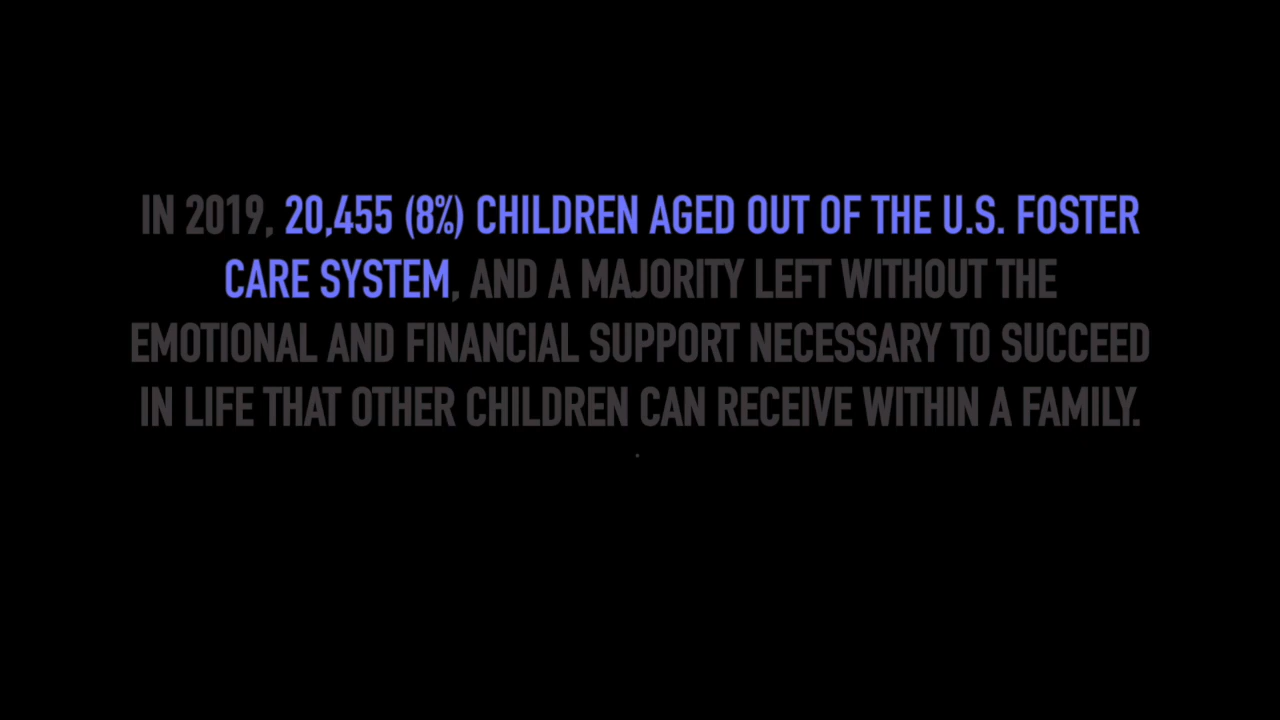 IN 2019, 20,455 (8%) CHILDREN AGED OUT OF THE U.S. FOSTER
CARE SYSTEM, AND A MAJORITY LEFT WITHOUT THE
EMOTIONAL AND FINANCIAL SUPPORT NECESSARY TO SUCCEED
IN LIFE THAT OTHER CHILDREN CAN RECEIVE WITHIN A FAMILY.
.